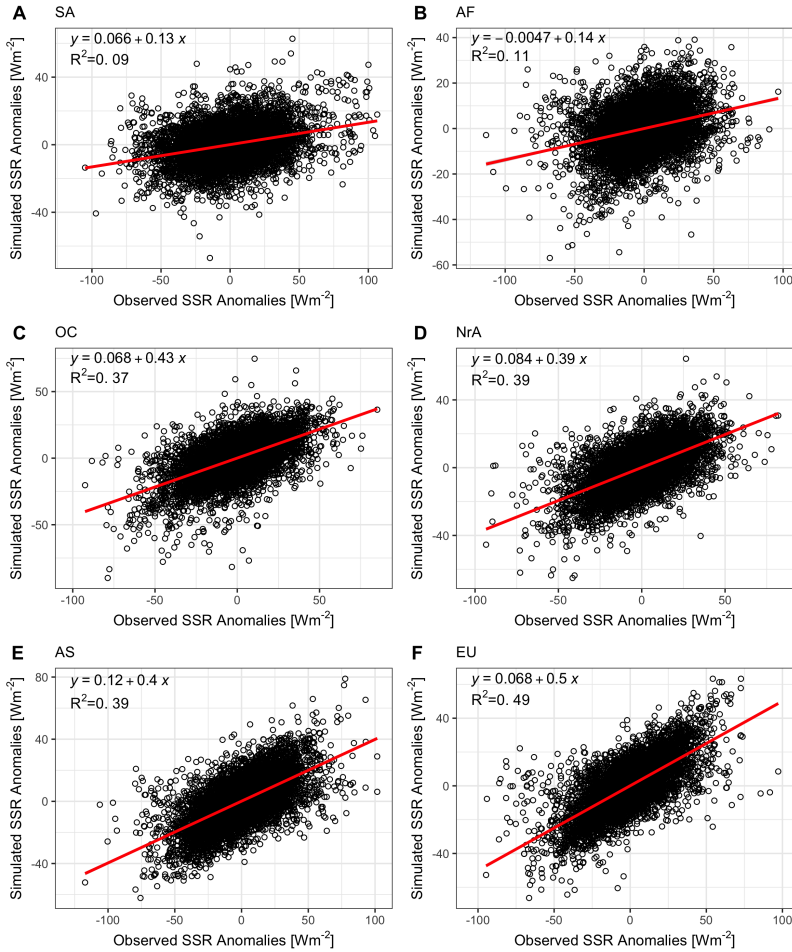 A SA
y = 0.066 + 0.13 x
R²=0. 09
Simulated SSR Anomalies [Wm⁻²]
40
0
-40
-100 -50 0 50 100
Observed SSR Anomalies [Wm⁻²]
B AF
y = − 0.0047 + 0.14 x
R²=0. 11
Simulated SSR Anomalies [Wm⁻²]
40
20
0
-20
-40
-60
-100 -50 0 50 100
Observed SSR Anomalies [Wm⁻²]
C OC
y = 0.068 + 0.43 x
R²=0. 37
Simulated SSR Anomalies [Wm⁻²]
50
0
-50
-100 -50 0 50
Observed SSR Anomalies [Wm⁻²]
D NrA
y = 0.084 + 0.39 x
R²=0. 39
Simulated SSR Anomalies [Wm⁻²]
40
0
-40
-100 -50 0 50
Observed SSR Anomalies [Wm⁻²]
E AS
y = 0.12 + 0.4 x
R²=0. 39
Simulated SSR Anomalies [Wm⁻²]
80
40
0
-40
-100 -50 0 50 100
Observed SSR Anomalies [Wm⁻²]
F EU
y = 0.068 + 0.5 x
R²=0. 49
Simulated SSR Anomalies [Wm⁻²]
40
0
-40
-100 -50 0 50 100
Observed SSR Anomalies [Wm⁻²]